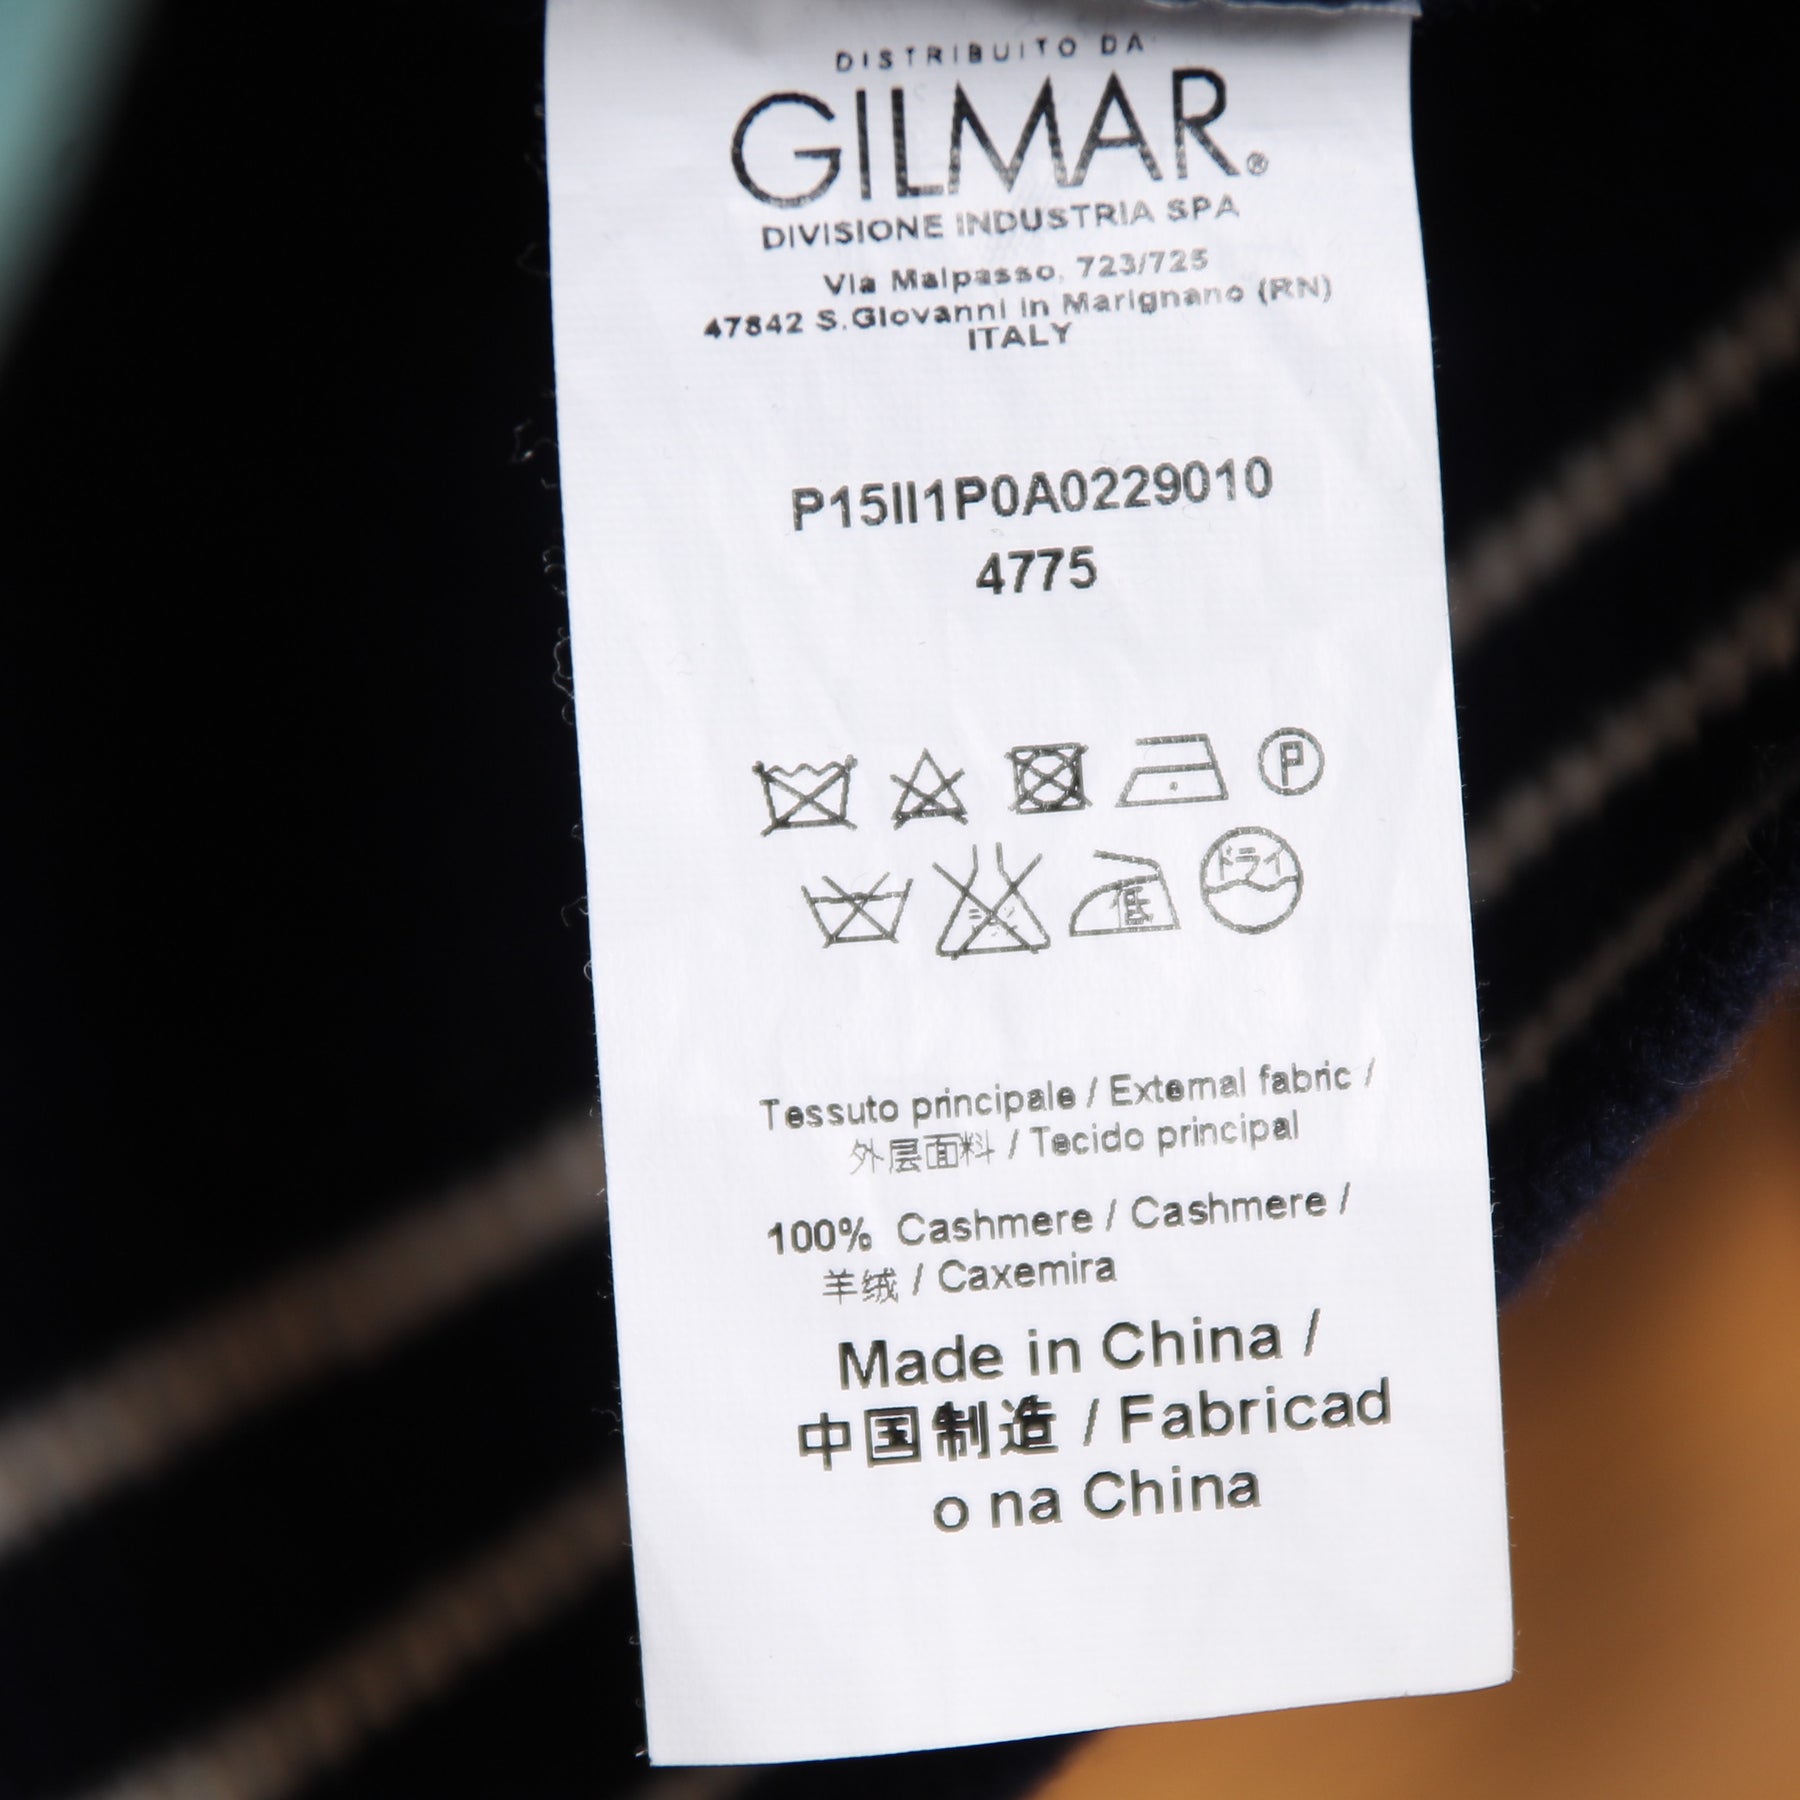 DISTRIBUITO DA
GILMAR®
DIVISIONE INDUSTRIA SPA
Via Malpasso, 723/725
47842 S.Giovanni in Marignano (RN)
ITALY
P15II1P0A0229010
4775
P
ドライ
低
Tessuto principale / External fabric /
外层面料 / Tecido principal
100% Cashmere / Cashmere /
羊绒 / Caxemira
Made in China /
中国制造 / Fabricad
o na China